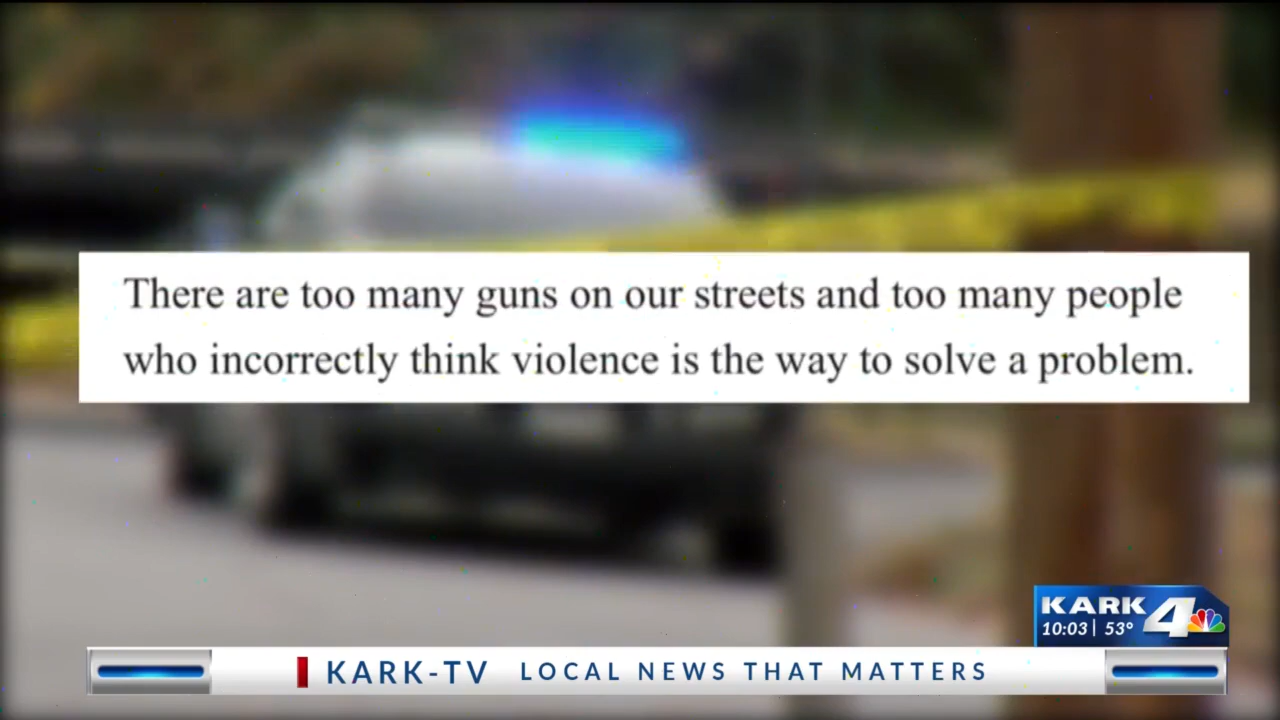 There are too many guns on our streets and too many people
who incorrectly think violence is the way to solve a problem.
KARK 4
10:03 | 53°
KARK-TV LOCAL NEWS THAT MATTERS